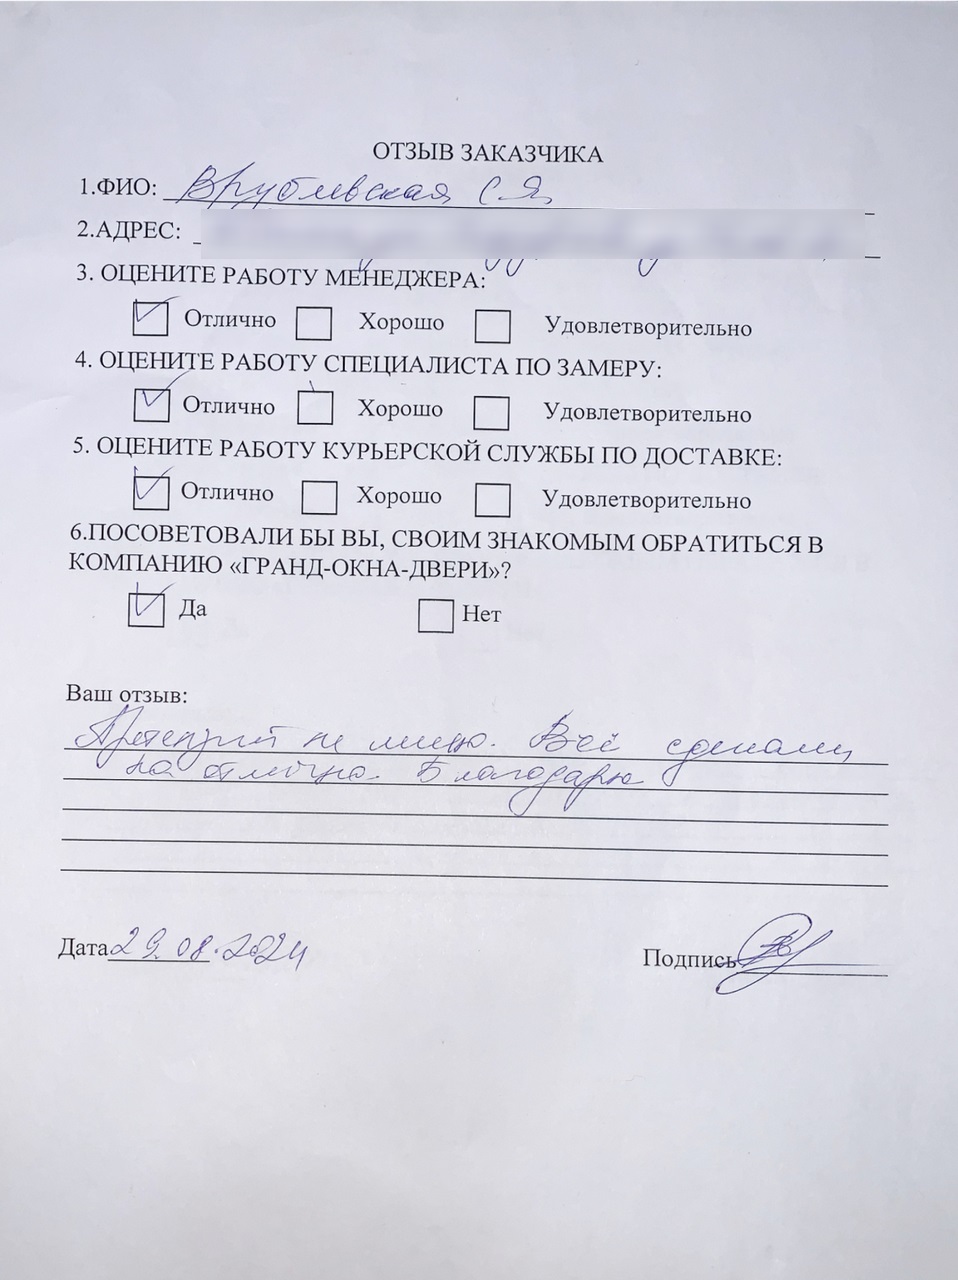 ОТЗЫВ ЗАКАЗЧИКА
1.ФИО: Врублевская С.Я.
2.АДРЕС:
3. ОЦЕНИТЕ РАБОТУ МЕНЕДЖЕРА:
Отлично Хорошо Удовлетворительно
4. ОЦЕНИТЕ РАБОТУ СПЕЦИАЛИСТА ПО ЗАМЕРУ:
Отлично Хорошо Удовлетворительно
5. ОЦЕНИТЕ РАБОТУ КУРЬЕРСКОЙ СЛУЖБЫ ПО ДОСТАВКЕ:
Отлично Хорошо Удовлетворительно
6.ПОСОВЕТОВАЛИ БЫ ВЫ, СВОИМ ЗНАКОМЫМ ОБРАТИТЬСЯ В
КОМПАНИЮ «ГРАНД-ОКНА-ДВЕРИ»?
Да Нет
Ваш отзыв:
Претензий не имею. Всё сделали
на отлично. Благодарю
Дата 29.08.2024 Подпись